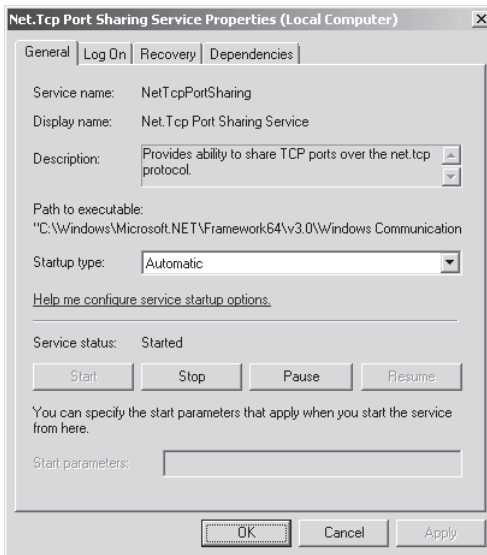 Net.Tcp Port Sharing Service Properties (Local Computer)
General Log On Recovery Dependencies
Service name: NetTcpPortSharing
Display name: Net.Tcp Port Sharing Service
Description: Provides ability to share TCP ports over the net.tcp
protocol.
Path to executable:
"C:\Windows\Microsoft.NET\Framework64\v3.0\Windows Communication
Startup type: Automatic
Help me configure service startup options.
Service status: Started
Start Stop Pause Resume
You can specify the start parameters that apply when you start the service
from here.
Start parameters:
OK Cancel Apply